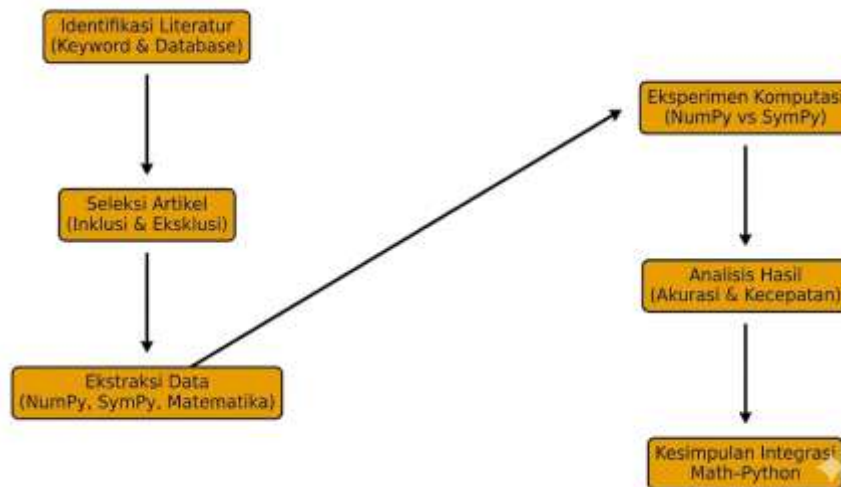 Identifikasi Literatur
(Keyword & Database)
Seleksi Artikel
(Inklusi & Eksklusi)
Ekstraksi Data
(NumPy, SymPy, Matematika)
Eksperimen Komputasi
(NumPy vs SymPy)
Analisis Hasil
(Akurasi & Kecepatan)
Kesimpulan Integrasi
Math-Python